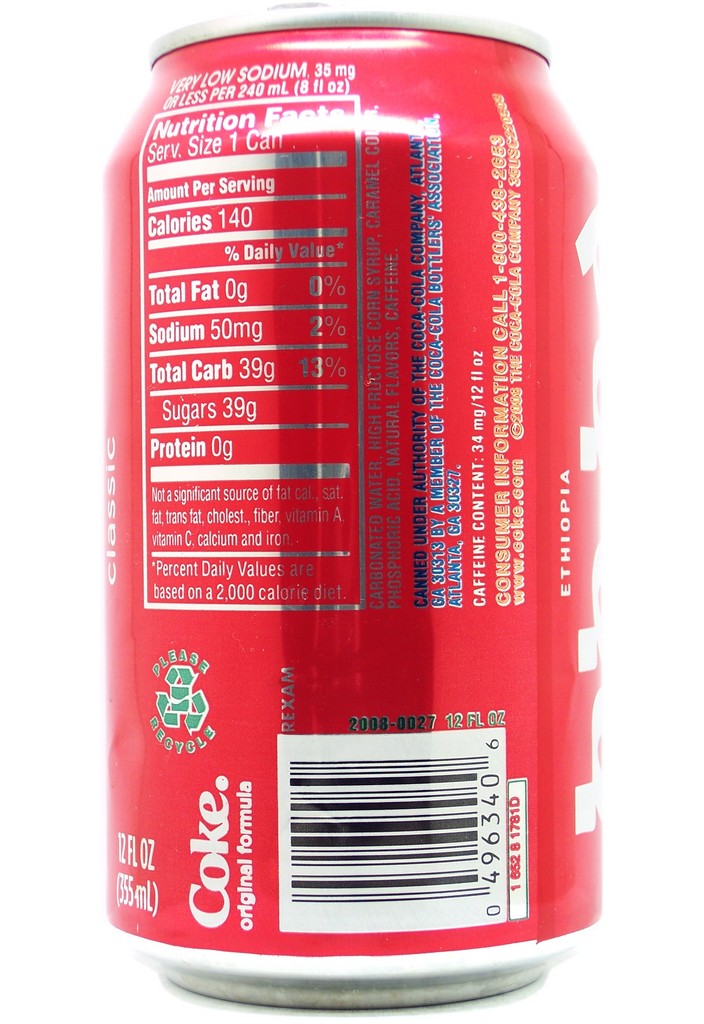 VERY LOW SODIUM, 35 mg
OR LESS PER 240 mL (8 fl oz)
Nutrition Facts
Serv. Size 1 Can
Amount Per Serving
Calories 140
% Daily Value*
Total Fat 0g 0%
Sodium 50mg 2%
Total Carb 39g 13%
Sugars 39g
Protein 0g
Not a significant source of fat cal., sat.
fat, trans fat, cholest., fiber, vitamin A,
vitamin C, calcium and iron.
*Percent Daily Values are
based on a 2,000 calorie diet.
CARBONATED WATER, HIGH FRUCTOSE CORN SYRUP, CARAMEL
PHOSPHORIC ACID, NATURAL FLAVORS, CAFFEINE.
CANNED UNDER AUTHORITY OF THE COCA-COLA COMPANY, ATLANTA,
GA 30313 BY A MEMBER OF THE COCA-COLA BOTTLERS' ASSOCIATION,
ATLANTA, GA 30327.
CAFFEINE CONTENT: 34 mg/12 fl oz
CONSUMER INFORMATION CALL 1-800-438-2653
www.coke.com ©2008 THE COCA-COLA COMPANY
ETHIOPIA
classic
PLEASE
RECYCLE
REXAM
2008-0027 12 FL OZ
12 FL OZ
(355 mL)
Coke.
original formula
0 496340 6
1 652 8 1781D